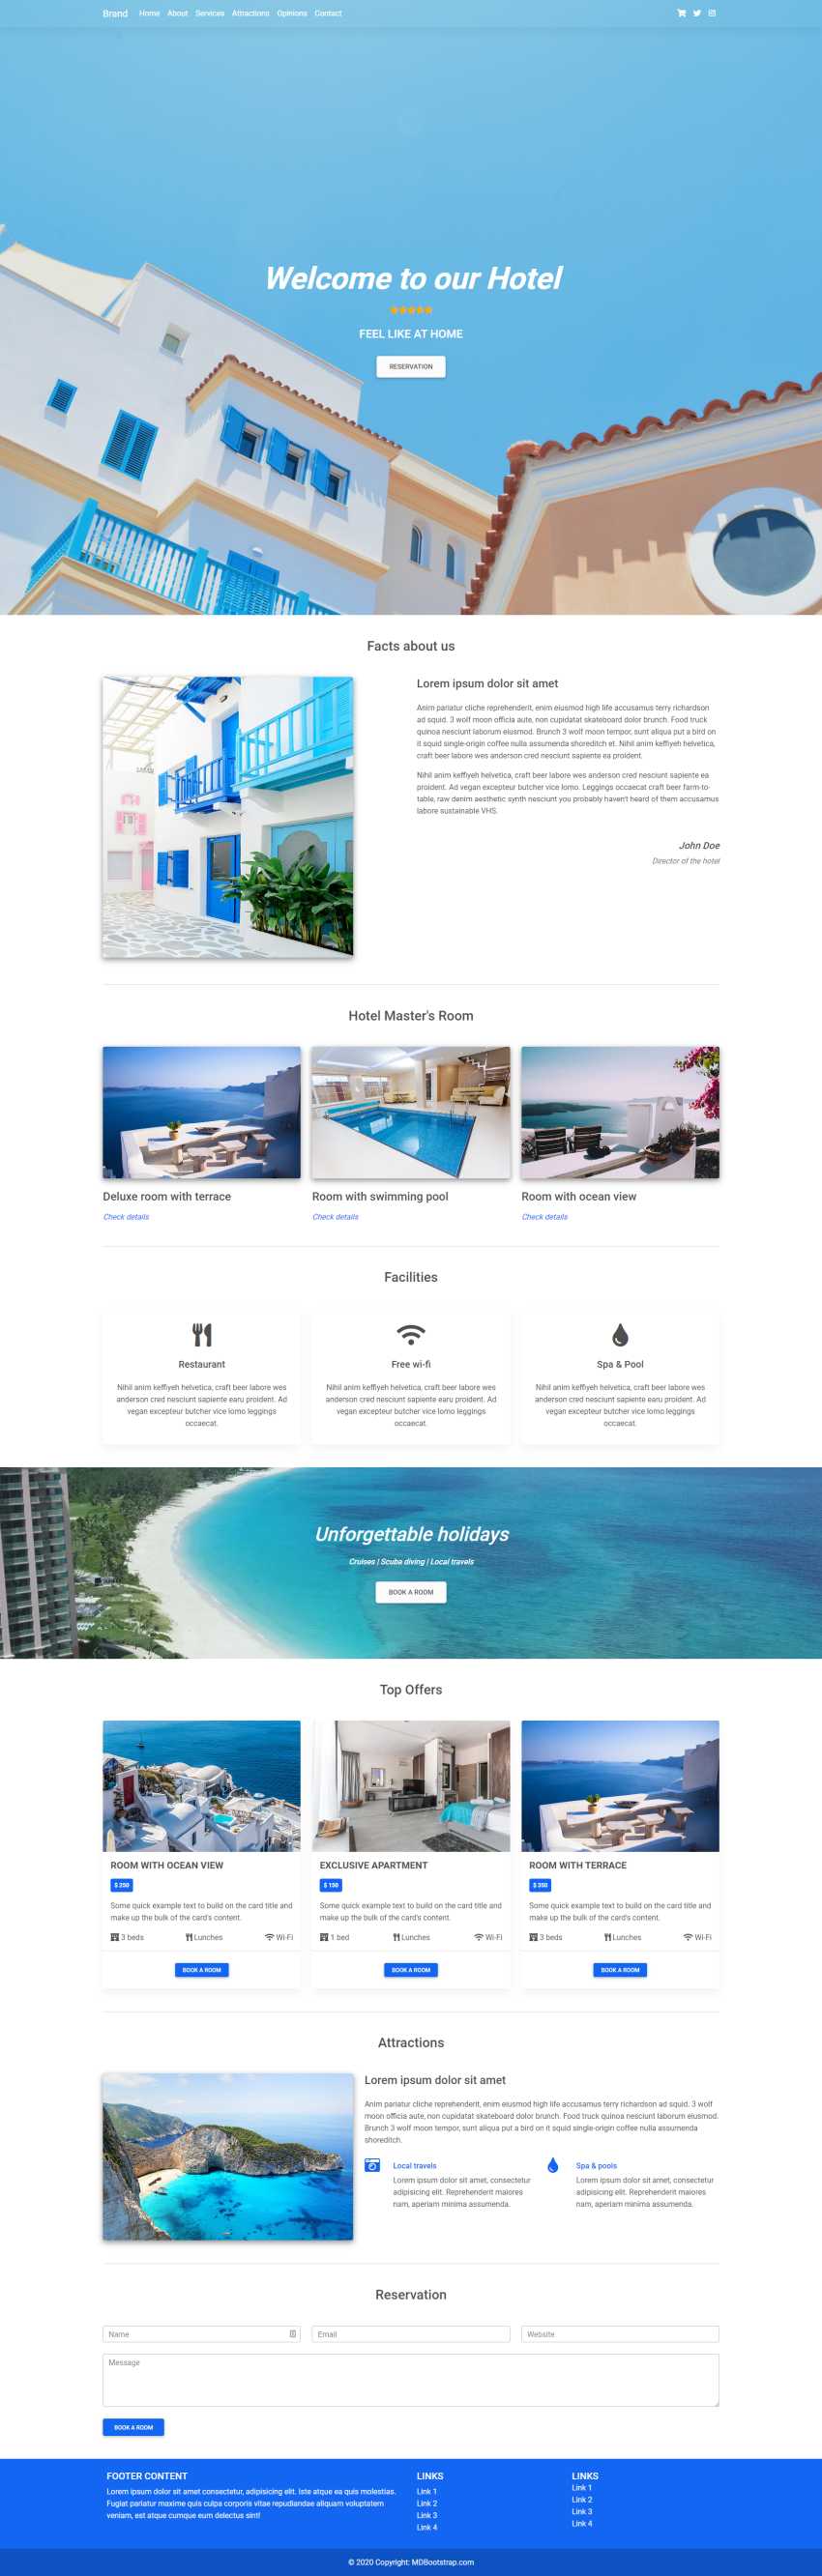 Brand Home About Services Attractions Opinions Contact
Welcome to our Hotel
FEEL LIKE AT HOME
RESERVATION
Facts about us
Lorem ipsum dolor sit amet
Anim pariatur cliche reprehenderit, enim eiusmod high life accusamus terry richardson
ad squid. 3 wolf moon officia aute, non cupidatat skateboard dolor brunch. Food truck
quinoa nesciunt laborum eiusmod. Brunch 3 wolf moon tempor, sunt aliqua put a bird on
it squid single-origin coffee nulla assumenda shoreditch et. Nihil anim keffiyeh helvetica,
craft beer labore wes anderson cred nesciunt sapiente ea proident.
Nihil anim keffiyeh helvetica, craft beer labore wes anderson cred nesciunt sapiente ea
proident. Ad vegan excepteur butcher vice lomo. Leggings occaecat craft beer farm-to-
table, raw denim aesthetic synth nesciunt you probably haven't heard of them accusamus
labore sustainable VHS.
John Doe
Director of the hotel
Hotel Master's Room
Deluxe room with terrace
Check details
Room with swimming pool
Check details
Room with ocean view
Check details
Facilities
Restaurant
Nihil anim keffiyeh helvetica, craft beer labore wes
anderson cred nesciunt sapiente earu proident. Ad
vegan excepteur butcher vice lomo leggings
occaecat.
Free wi-fi
Nihil anim keffiyeh helvetica, craft beer labore wes
anderson cred nesciunt sapiente earu proident. Ad
vegan excepteur butcher vice lomo leggings
occaecat.
Spa & Pool
Nihil anim keffiyeh helvetica, craft beer labore wes
anderson cred nesciunt sapiente earu proident. Ad
vegan excepteur butcher vice lomo leggings
occaecat.
Unforgettable holidays
Cruises | Scuba diving | Local travels
BOOK A ROOM
Top Offers
ROOM WITH OCEAN VIEW
$ 250
Some quick example text to build on the card title and
make up the bulk of the card's content.
3 beds Lunches Wi-Fi
BOOK A ROOM
EXCLUSIVE APARTMENT
$ 150
Some quick example text to build on the card title and
make up the bulk of the card's content.
1 bed Lunches Wi-Fi
BOOK A ROOM
ROOM WITH TERRACE
$ 350
Some quick example text to build on the card title and
make up the bulk of the card's content.
3 beds Lunches Wi-Fi
BOOK A ROOM
Attractions
Lorem ipsum dolor sit amet
Anim pariatur cliche reprehenderit, enim eiusmod high life accusamus terry richardson ad squid. 3 wolf
moon officia aute, non cupidatat skateboard dolor brunch. Food truck quinoa nesciunt laborum eiusmod.
Brunch 3 wolf moon tempor, sunt aliqua put a bird on it squid single-origin coffee nulla assumenda
shoreditch.
Local travels
Lorem ipsum dolor sit amet, consectetur
adipisicing elit. Reprehenderit maiores
nam, aperiam minima assumenda.
Spa & pools
Lorem ipsum dolor sit amet, consectetur
adipisicing elit. Reprehenderit maiores
nam, aperiam minima assumenda.
Reservation
Name
Email
Website
Message
BOOK A ROOM
FOOTER CONTENT
Lorem ipsum dolor sit amet consectetur, adipisicing elit. Iste atque ea quis molestias.
Fugiat pariatur maxime quis culpa corporis vitae repudiandae aliquam voluptatem
veniam, est atque cumque eum delectus sint!
LINKS
Link 1
Link 2
Link 3
Link 4
LINKS
Link 1
Link 2
Link 3
Link 4
© 2020 Copyright: MDBootstrap.com